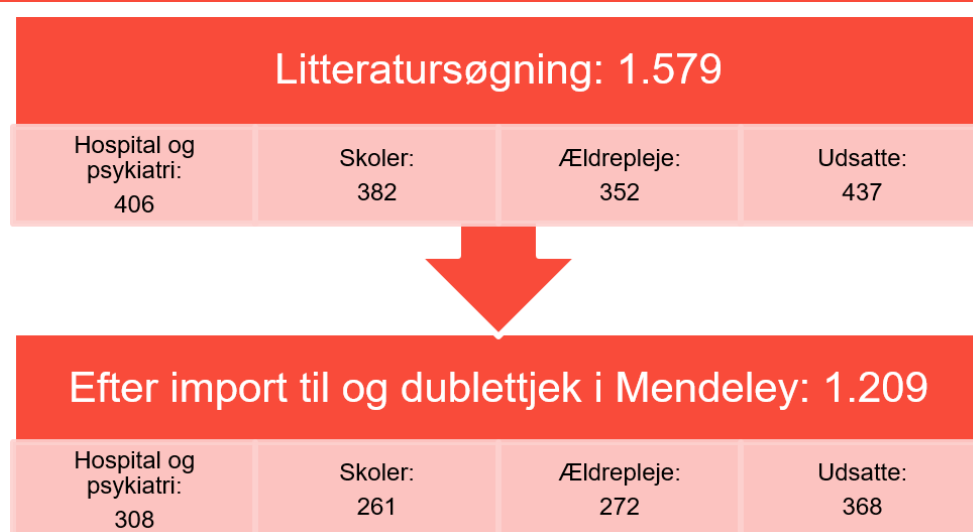 Litteratursøgning: 1.579
Hospital og
psykiatri:
406
Skoler:
382
Ældrepleje:
352
Udsatte:
437
Efter import til og dublettjek i Mendeley: 1.209
Hospital og
psykiatri:
308
Skoler:
261
Ældrepleje:
272
Udsatte:
368